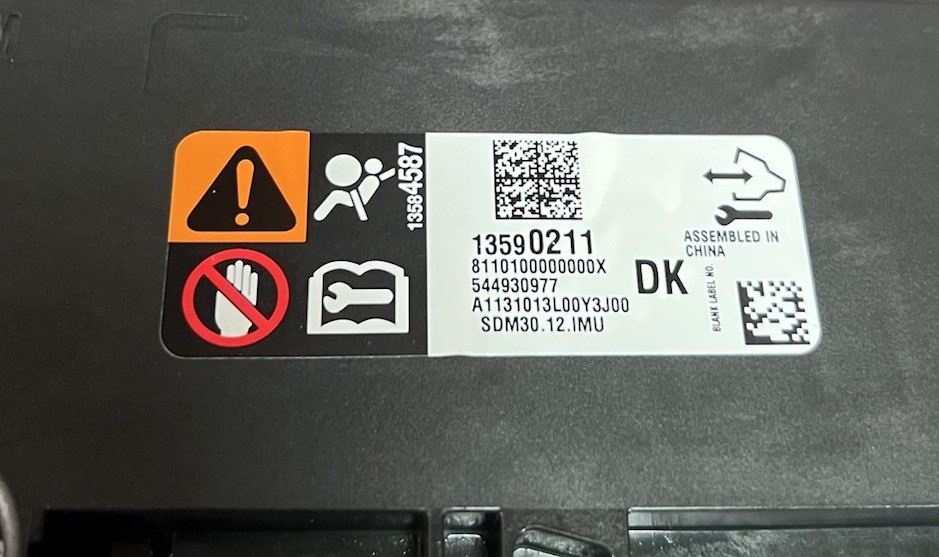 13584587
13590211
8110100000000X
544930977
A1131013L00Y3J00
SDM30.12.IMU
DK
ASSEMBLED IN
CHINA
BLANK LABEL NO.